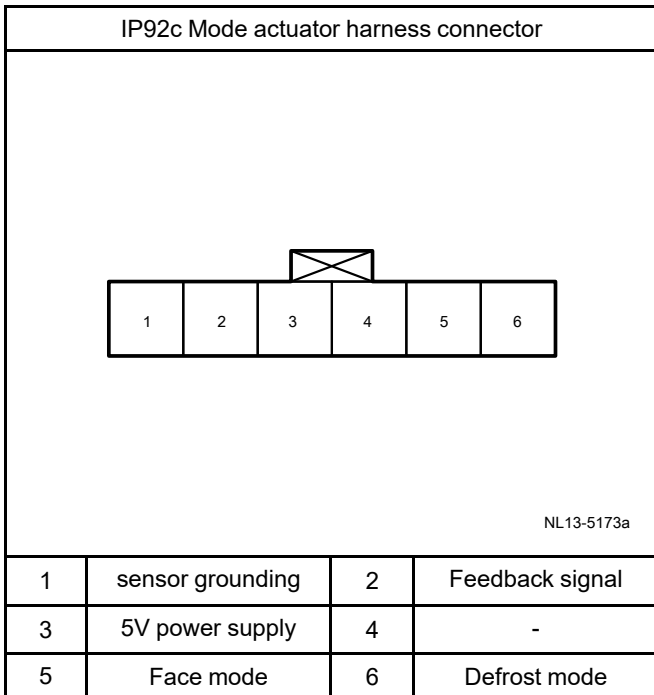 IP92c Mode actuator harness connector
1 2 3 4 5 6
NL13-5173a
1 sensor grounding 2 Feedback signal
3 5V power supply 4 -
5 Face mode 6 Defrost mode